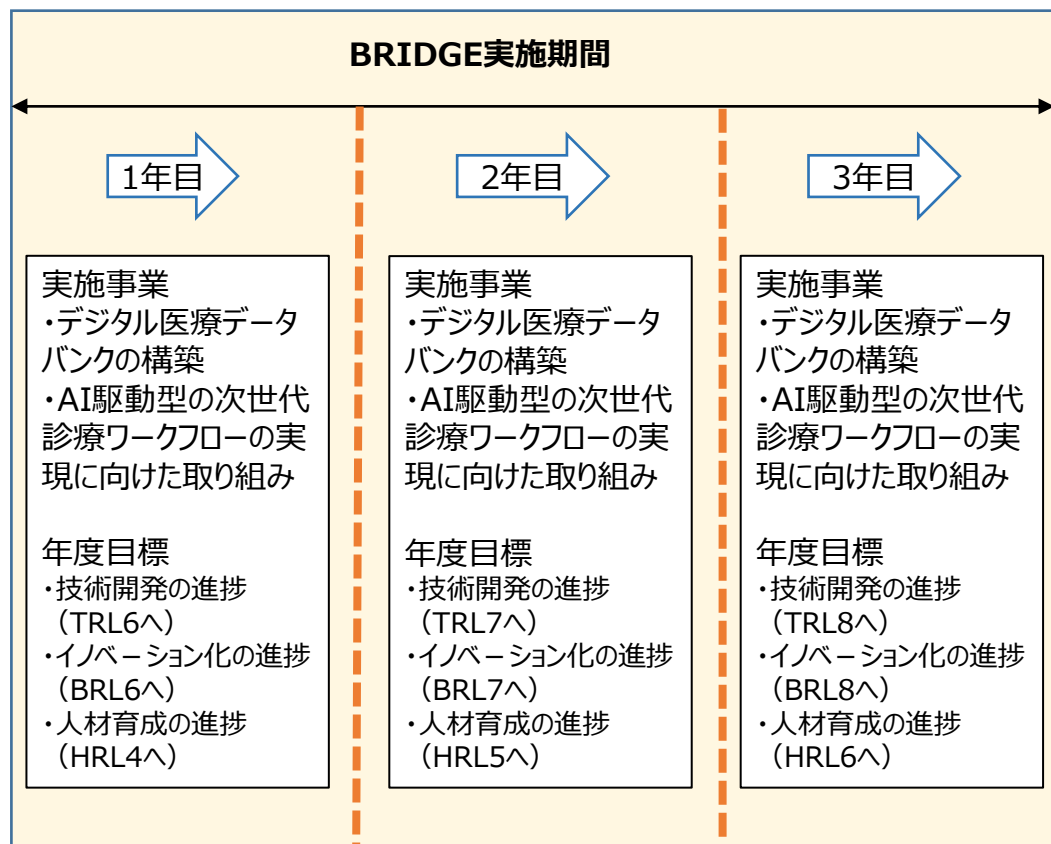 BRIDGE実施期間
1年目
2年目
3年目
実施事業
・デジタル医療データ
バンクの構築
・AI駆動型の次世代
診療ワークフローの実
現に向けた取り組み
年度目標
・技術開発の進捗
（TRL6へ）
・イノベーション化の進捗
（BRL6へ）
・人材育成の進捗
（HRL4へ）
実施事業
・デジタル医療データ
バンクの構築
・AI駆動型の次世代
診療ワークフローの実
現に向けた取り組み
年度目標
・技術開発の進捗
（TRL7へ）
・イノベーション化の進捗
（BRL7へ）
・人材育成の進捗
（HRL5へ）
実施事業
・デジタル医療データ
バンクの構築
・AI駆動型の次世代
診療ワークフローの実
現に向けた取り組み
年度目標
・技術開発の進捗
（TRL8へ）
・イノベーション化の進捗
（BRL8へ）
・人材育成の進捗
（HRL6へ）